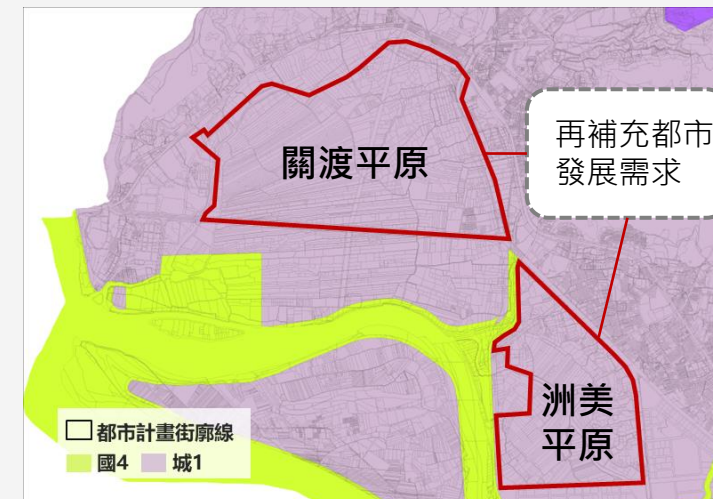 關渡平原
再補充都市
發展需求
洲美
平原
都市計畫街廓線
國4 城1